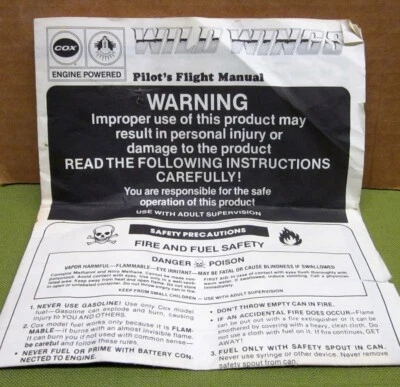 COX
ENGINE POWERED
WILD WINGS
Pilot's Flight Manual
WARNING
Improper use of this product may
result in personal injury or
damage to the product
READ THE FOLLOWING INSTRUCTIONS
CAREFULLY!
You are responsible for the safe
operation of this product
USE WITH ADULT SUPERVISION
SAFETY PRECAUTIONS
FIRE AND FUEL SAFETY
DANGER POISON
VAPOR HARMFUL—FLAMMABLE—EYE IRRITANT—MAY BE FATAL OR CAUSE BLINDNESS IF SWALLOWED
KEEP FROM SMALL CHILDREN — USE WITH ADULT SUPERVISION
1. NEVER USE GASOLINE! Use only Cox model
fuel—Gasoline can explode and burn, causing
injury to YOU and OTHERS.
2. Cox model fuel works only because it is FLAM-
MABLE—it burns with an almost invisible flame.
It can burn you if not used with common sense—
be careful and follow these rules.
• NEVER FUEL OR PRIME WITH BATTERY CON-
NECTED TO ENGINE.
• DON'T THROW EMPTY CAN IN FIRE.
• IF AN ACCIDENTAL FIRE DOES OCCUR—Flame
can be put out with a fire extinguisher or it can be
smothered by covering with a heavy, clean cloth. Do
not use a cloth with fuel on it. If fire continues, GET
AWAY!
3. FUEL ONLY WITH SAFETY SPOUT IN CAN.
Never use syringe or other device. Never remove
safety spout from can.